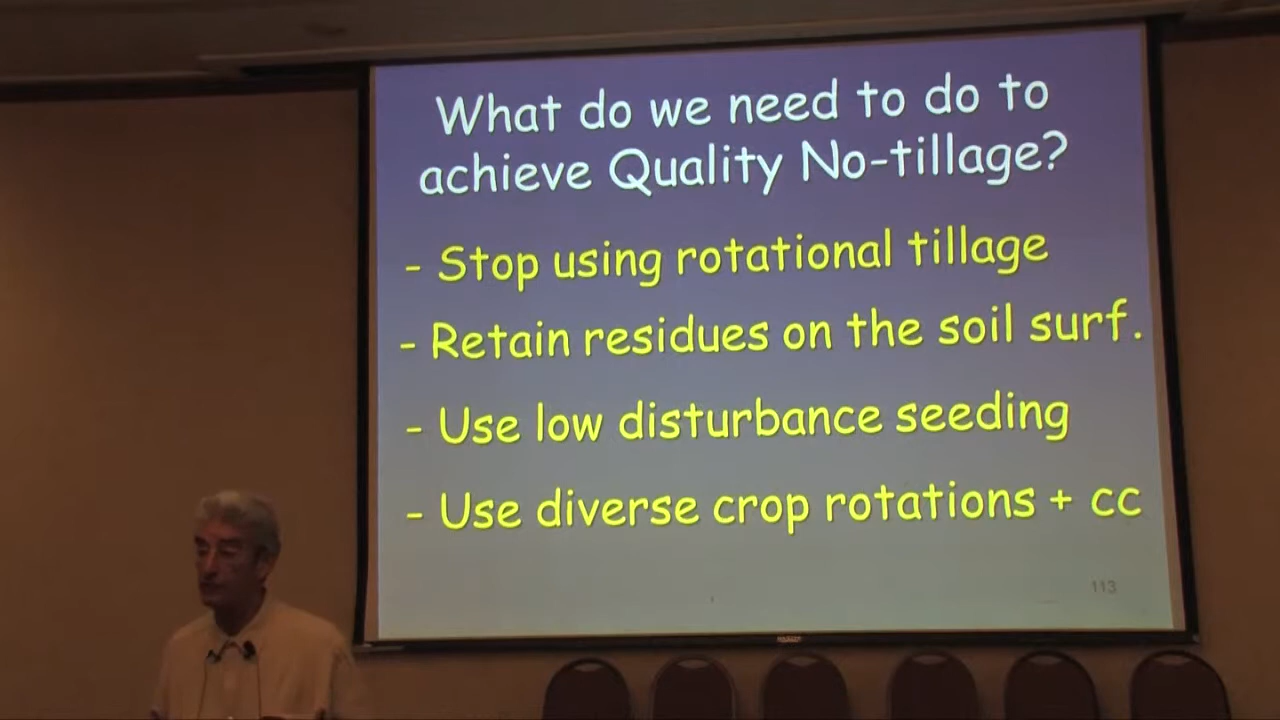 What do we need to do to
achieve Quality No-tillage?
- Stop using rotational tillage
- Retain residues on the soil surf.
- Use low disturbance seeding
- Use diverse crop rotations + cc
113